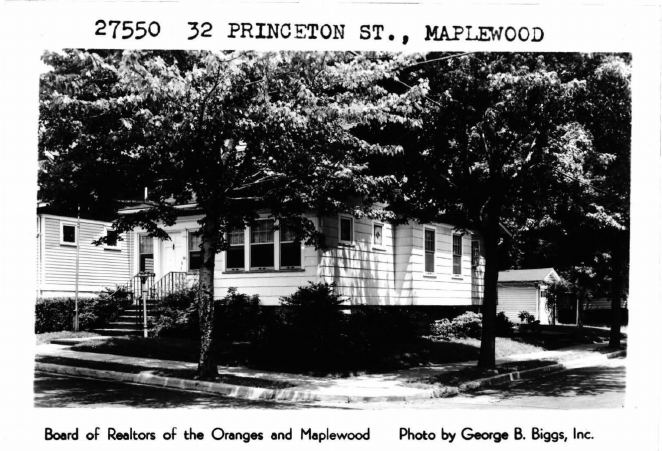 27550 32 PRINCETON ST., MAPLEWOOD
Board of Realtors of the Oranges and Maplewood Photo by George B. Biggs, Inc.